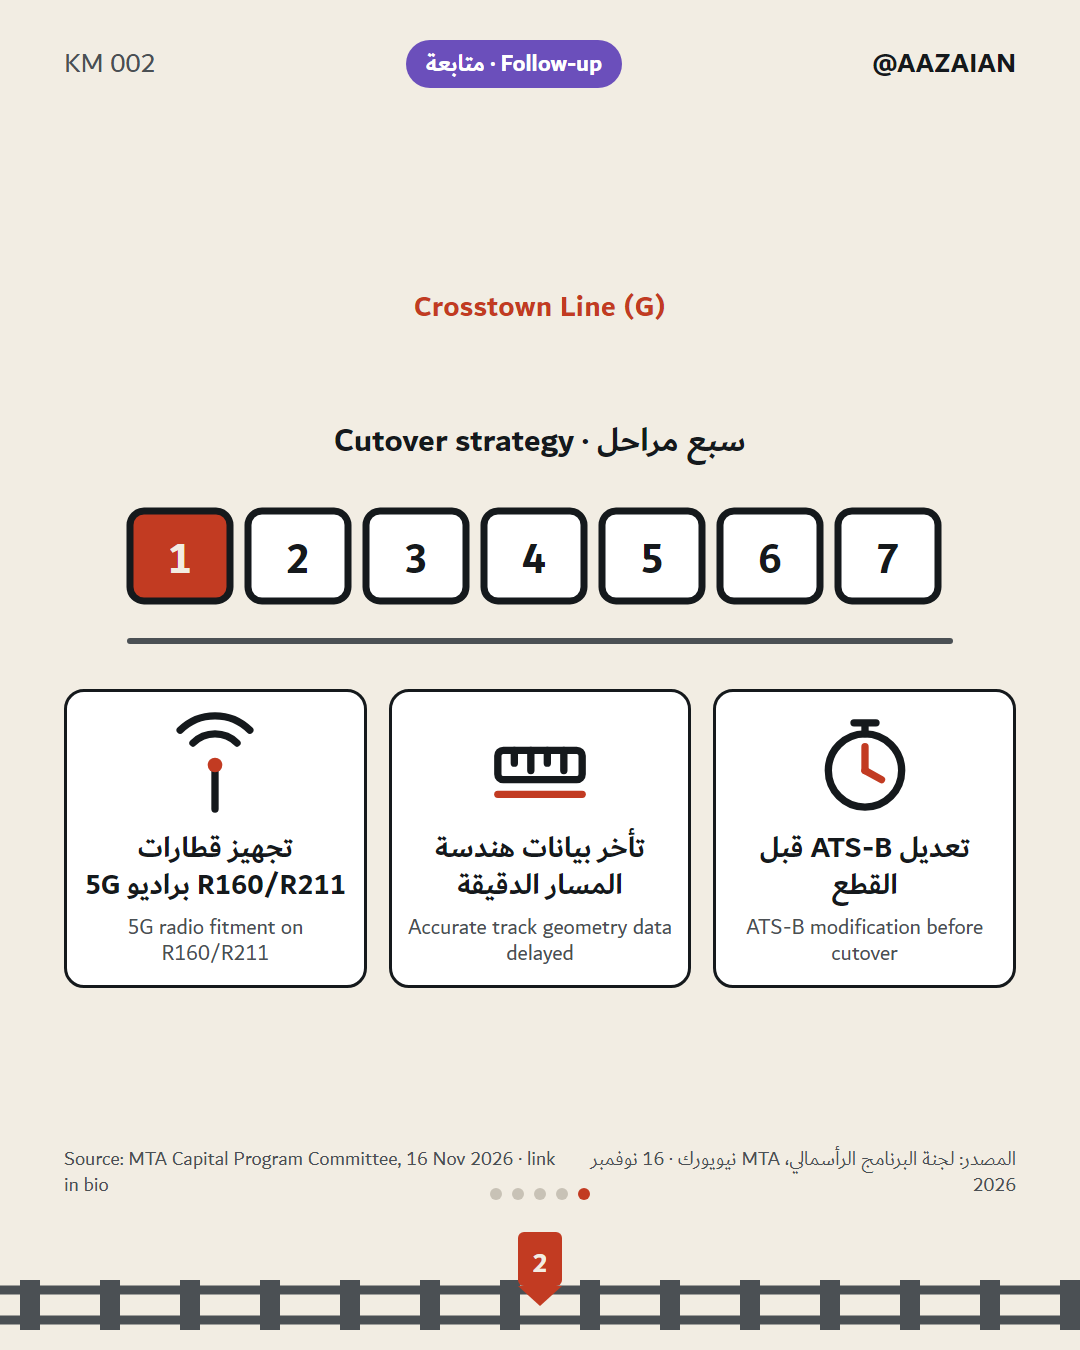 KM 002
متابعة · Follow-up
@AAZAIAN
Crosstown Line (G)
Cutover strategy · سبع مراحل
1 2 3 4 5 6 7
تجهيز قطارات
R160/R211 براديو 5G
5G radio fitment on
R160/R211
تأخر بيانات هندسة
المسار الدقيقة
Accurate track geometry data
delayed
تعديل ATS-B قبل
القطع
ATS-B modification before
cutover
Source: MTA Capital Program Committee, 16 Nov 2026 · link
in bio
المصدر: لجنة البرنامج الرأسمالي، MTA نيويورك · 16 نوفمبر
2026
2